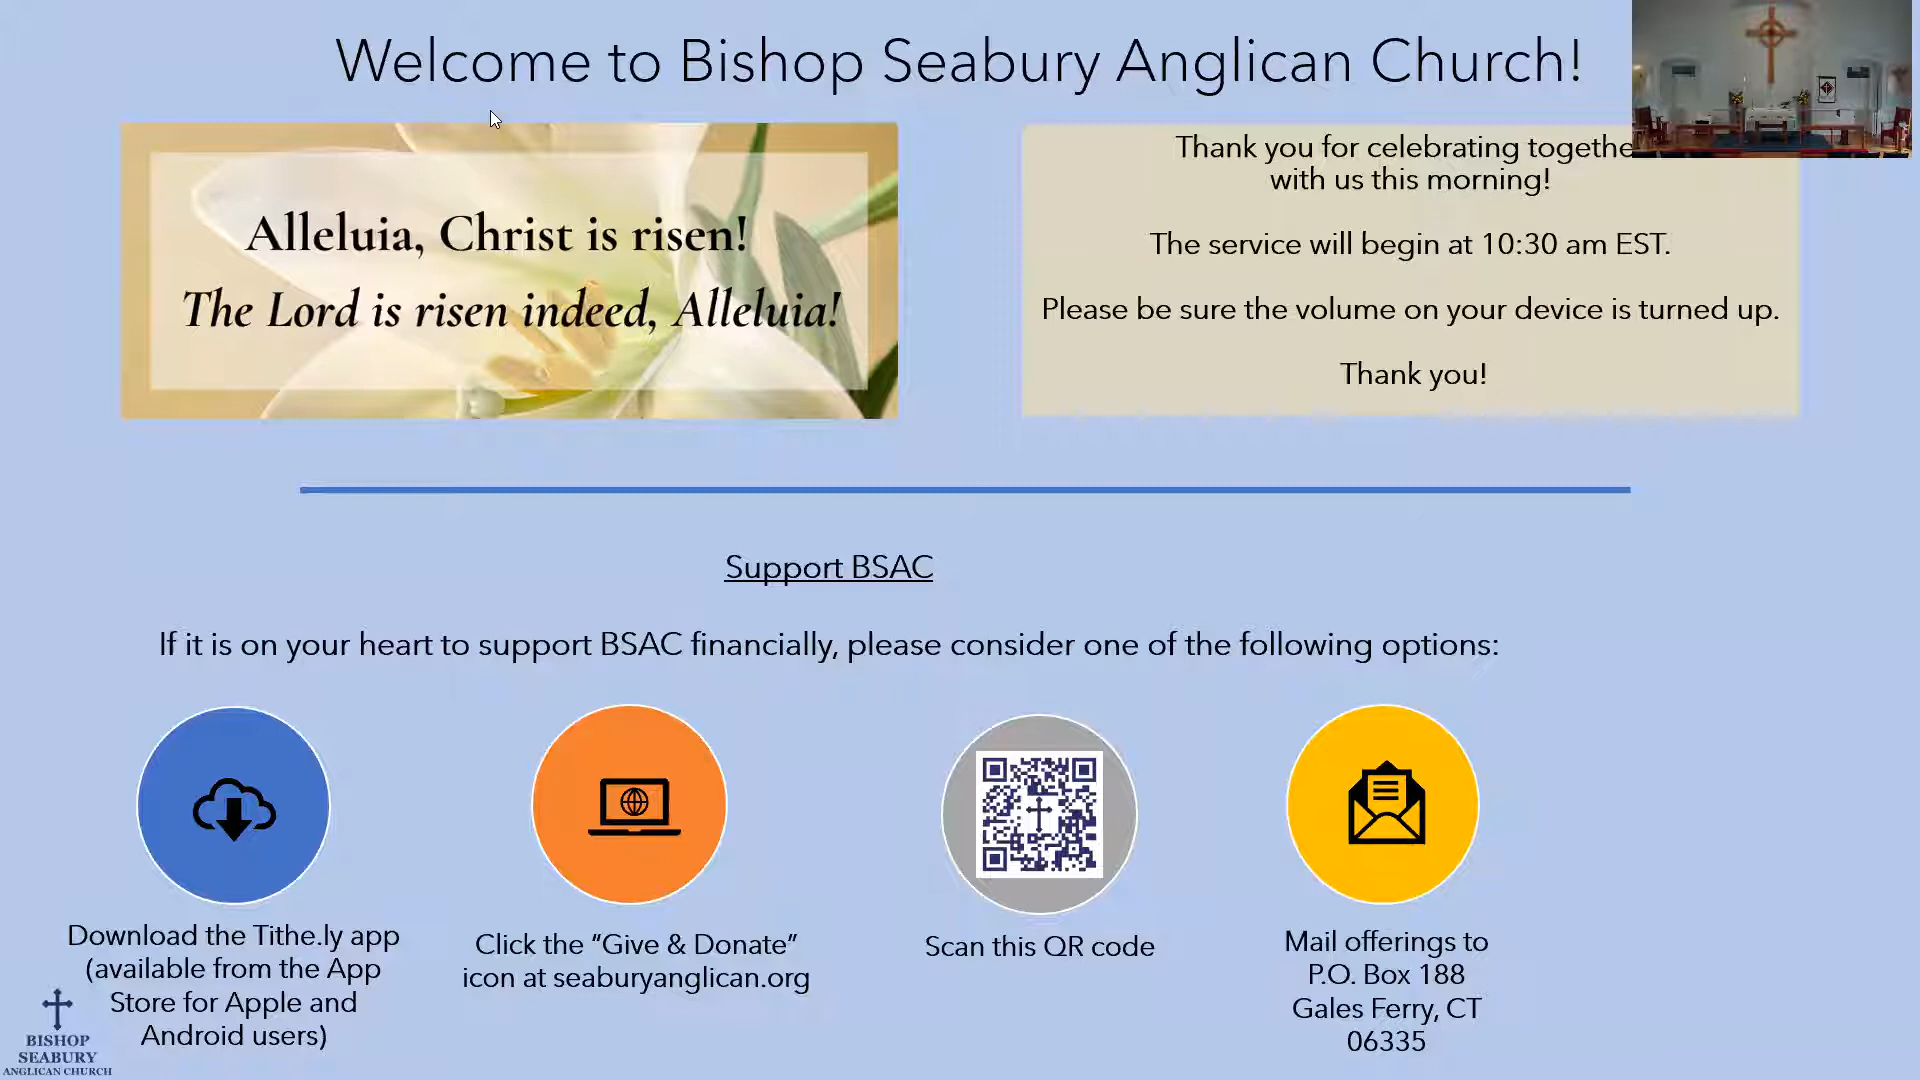 Welcome to Bishop Seabury Anglican Church!
Alleluia, Christ is risen!
The Lord is risen indeed, Alleluia!
Thank you for celebrating togethe
with us this morning!
The service will begin at 10:30 am EST.
Please be sure the volume on your device is turned up.
Thank you!
Support BSAC
If it is on your heart to support BSAC financially, please consider one of the following options:
Download the Tithe.ly app
(available from the App
Store for Apple and
Android users)
Click the “Give & Donate”
icon at seaburyanglican.org
Scan this QR code
Mail offerings to
P.O. Box 188
Gales Ferry, CT
06335
BISHOP
SEABURY
ANGLICAN CHURCH